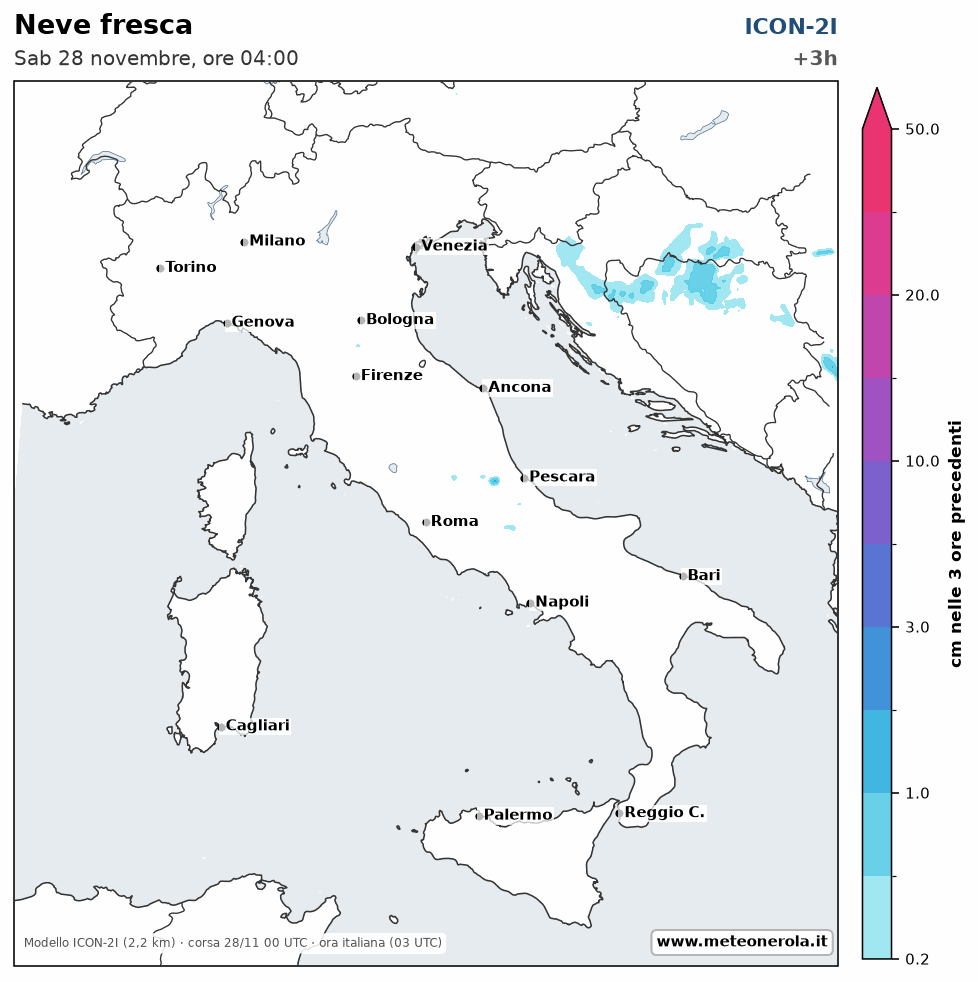 Neve fresca
ICON-2I
Sab 28 novembre, ore 04:00
+3h
50.0
Milano
Venezia
Torino
20.0
Genova
Bologna
Firenze
Ancona
10.0
Pescara
Roma
Bari
Napoli
3.0
Cagliari
1.0
Palermo
Reggio C.
0.2
cm nelle 3 ore precedenti
Modello ICON-2I (2,2 km) · corsa 28/11 00 UTC · ora italiana (03 UTC)
www.meteonerola.it